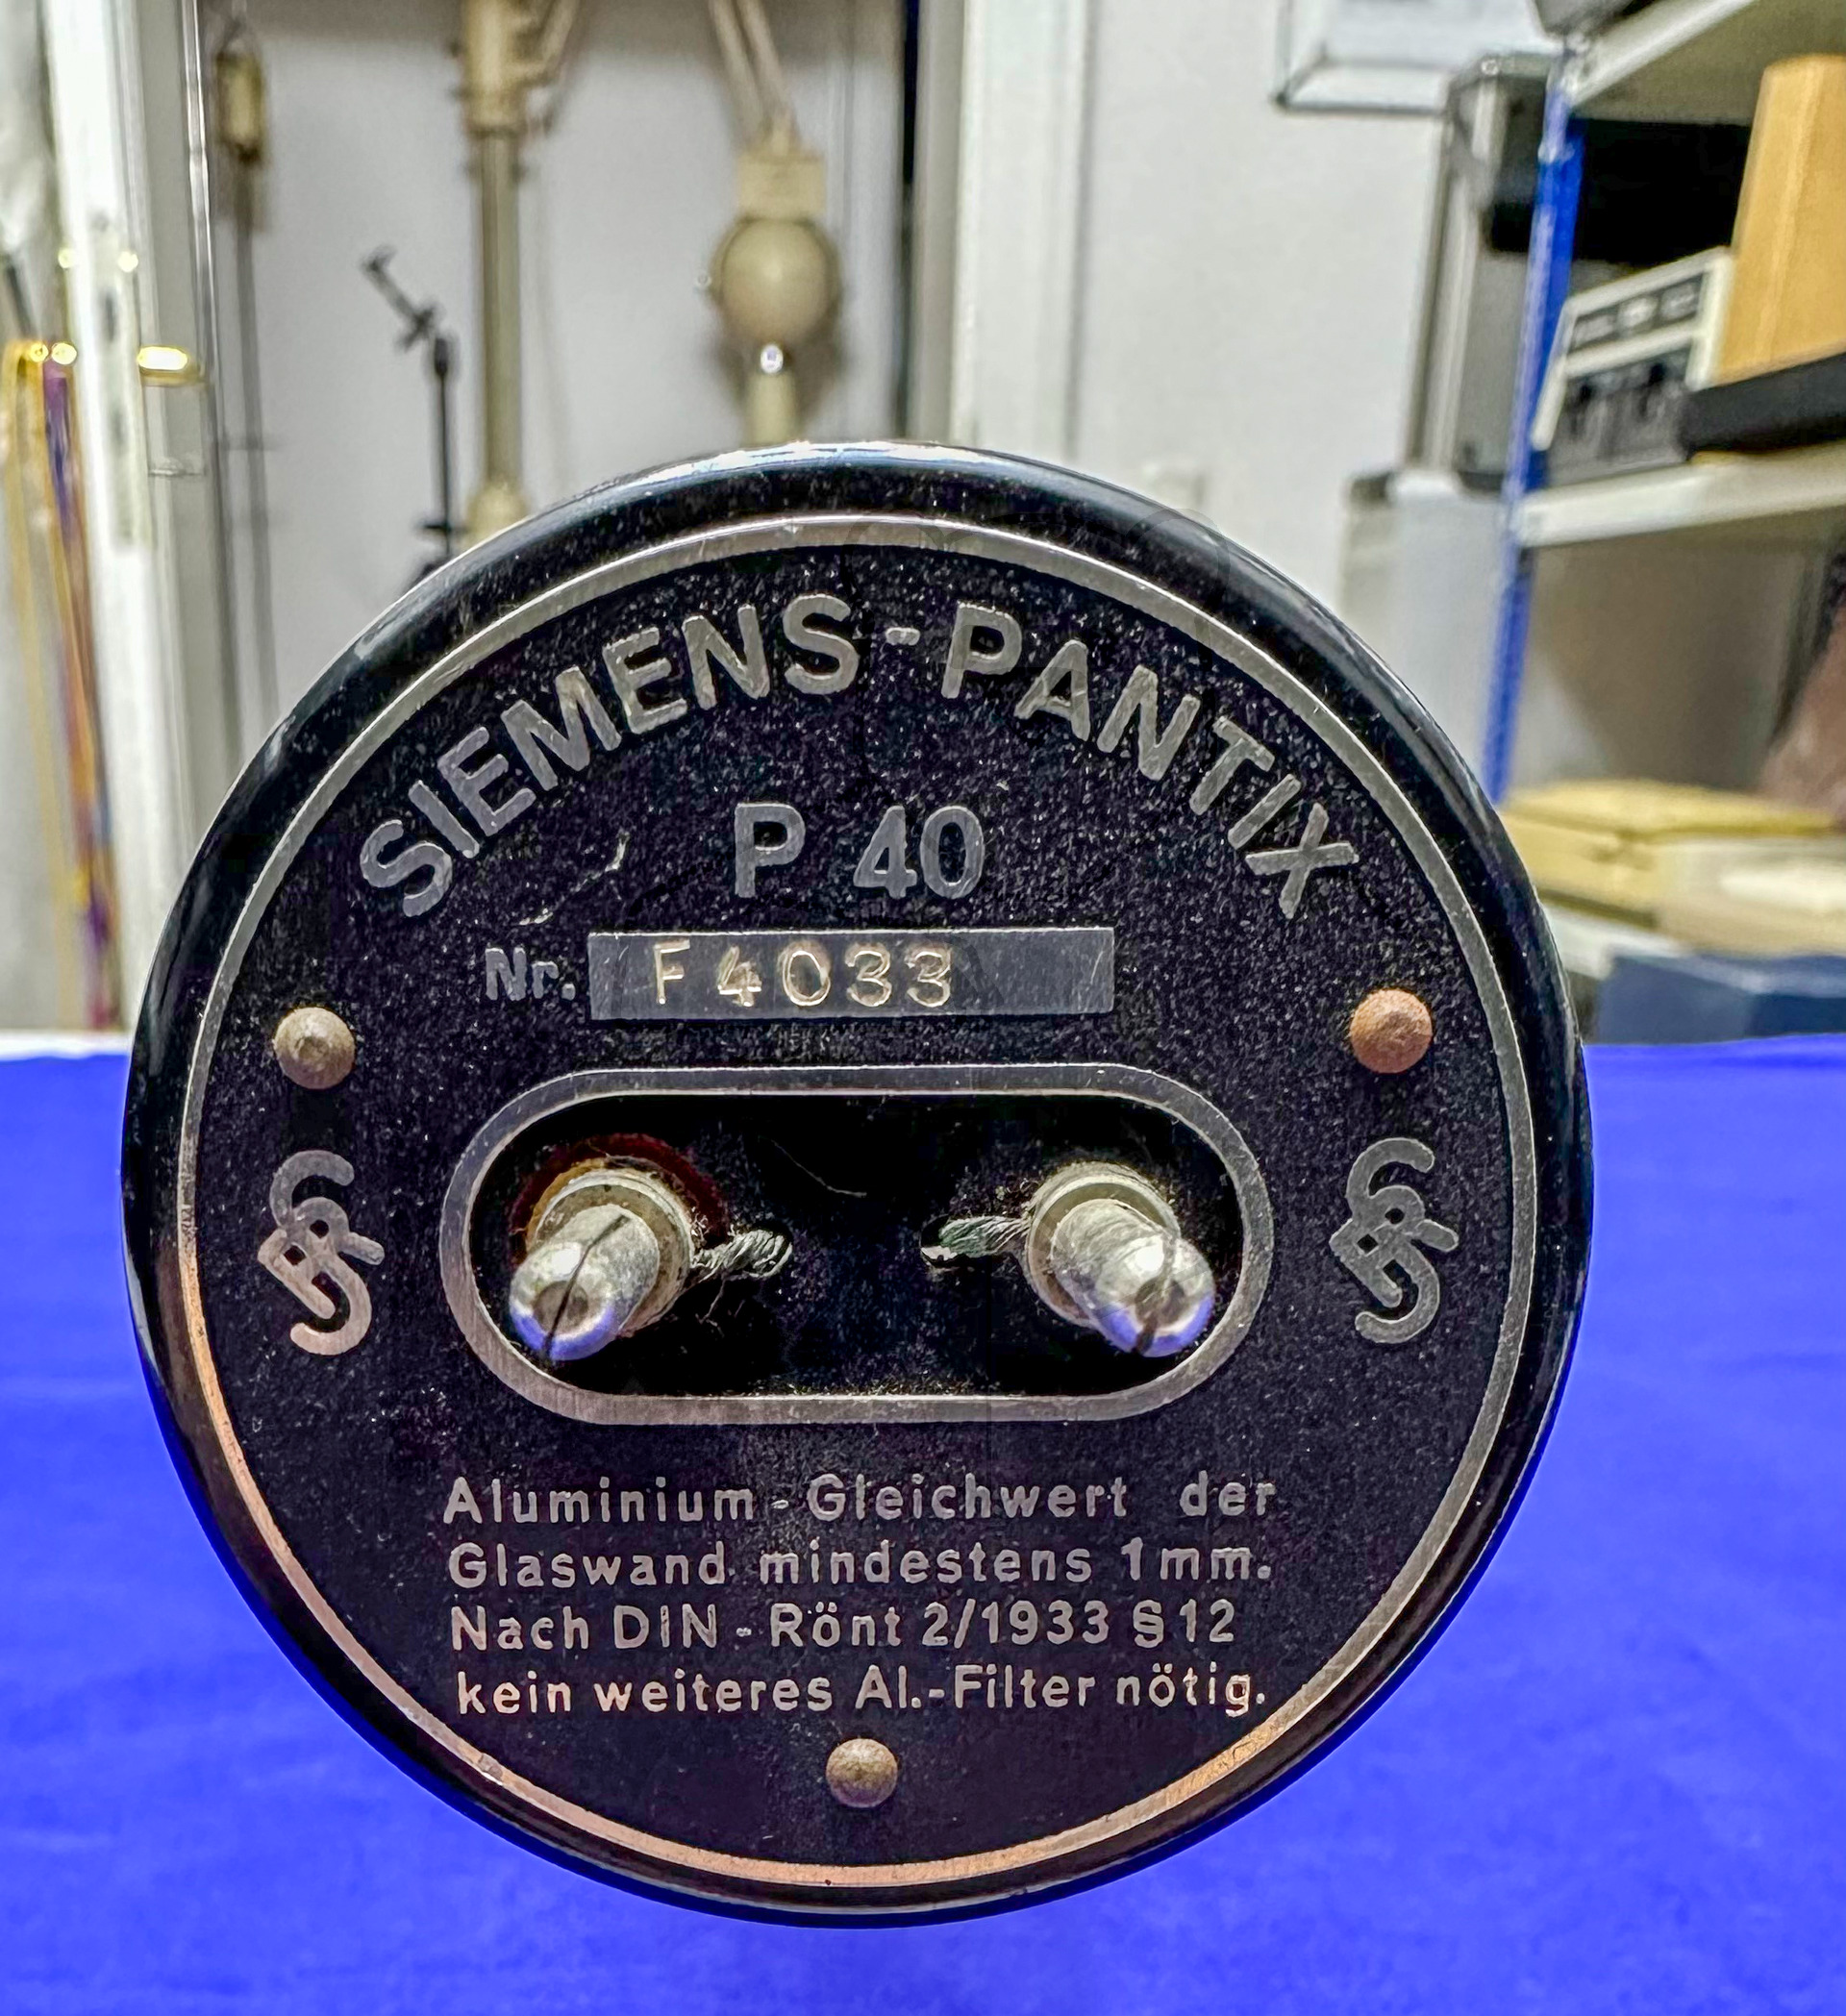 SIEMENS-PANTIX
P 40
Nr. F 4033
Aluminium-Gleichwert der
Glaswand mindestens 1mm.
Nach DIN-Rönt 2/1933 §12
kein weiteres Al.-Filter nötig.